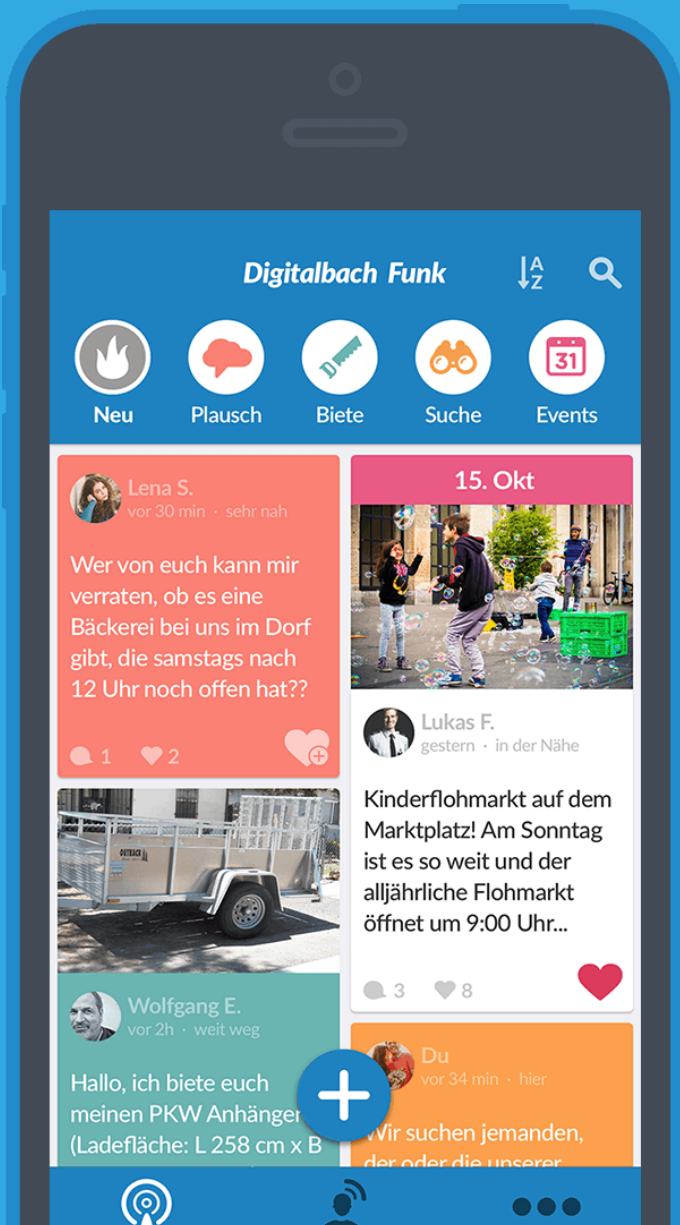 Digitalbach Funk
A
Z
Neu
Plausch
D
Biete
Suche
31
Events
Lena S.
vor 30 min · sehr nah
Wer von euch kann mir
verraten, ob es eine
Bäckerei bei uns im Dorf
gibt, die samstags nach
12 Uhr noch offen hat??
1
2
15. Okt
Lukas F.
gestern · in der Nähe
Kinderflohmarkt auf dem
Marktplatz! Am Sonntag
ist es so weit und der
alljährliche Flohmarkt
öffnet um 9:00 Uhr...
3
8
OUTBACK
Wolfgang E.
vor 2h · weit weg
Hallo, ich biete euch
meinen PKW Anhänger
(Ladefläche: L 258 cm x B
Du
vor 34 min · hier
Wir suchen jemanden,
der oder die unserer